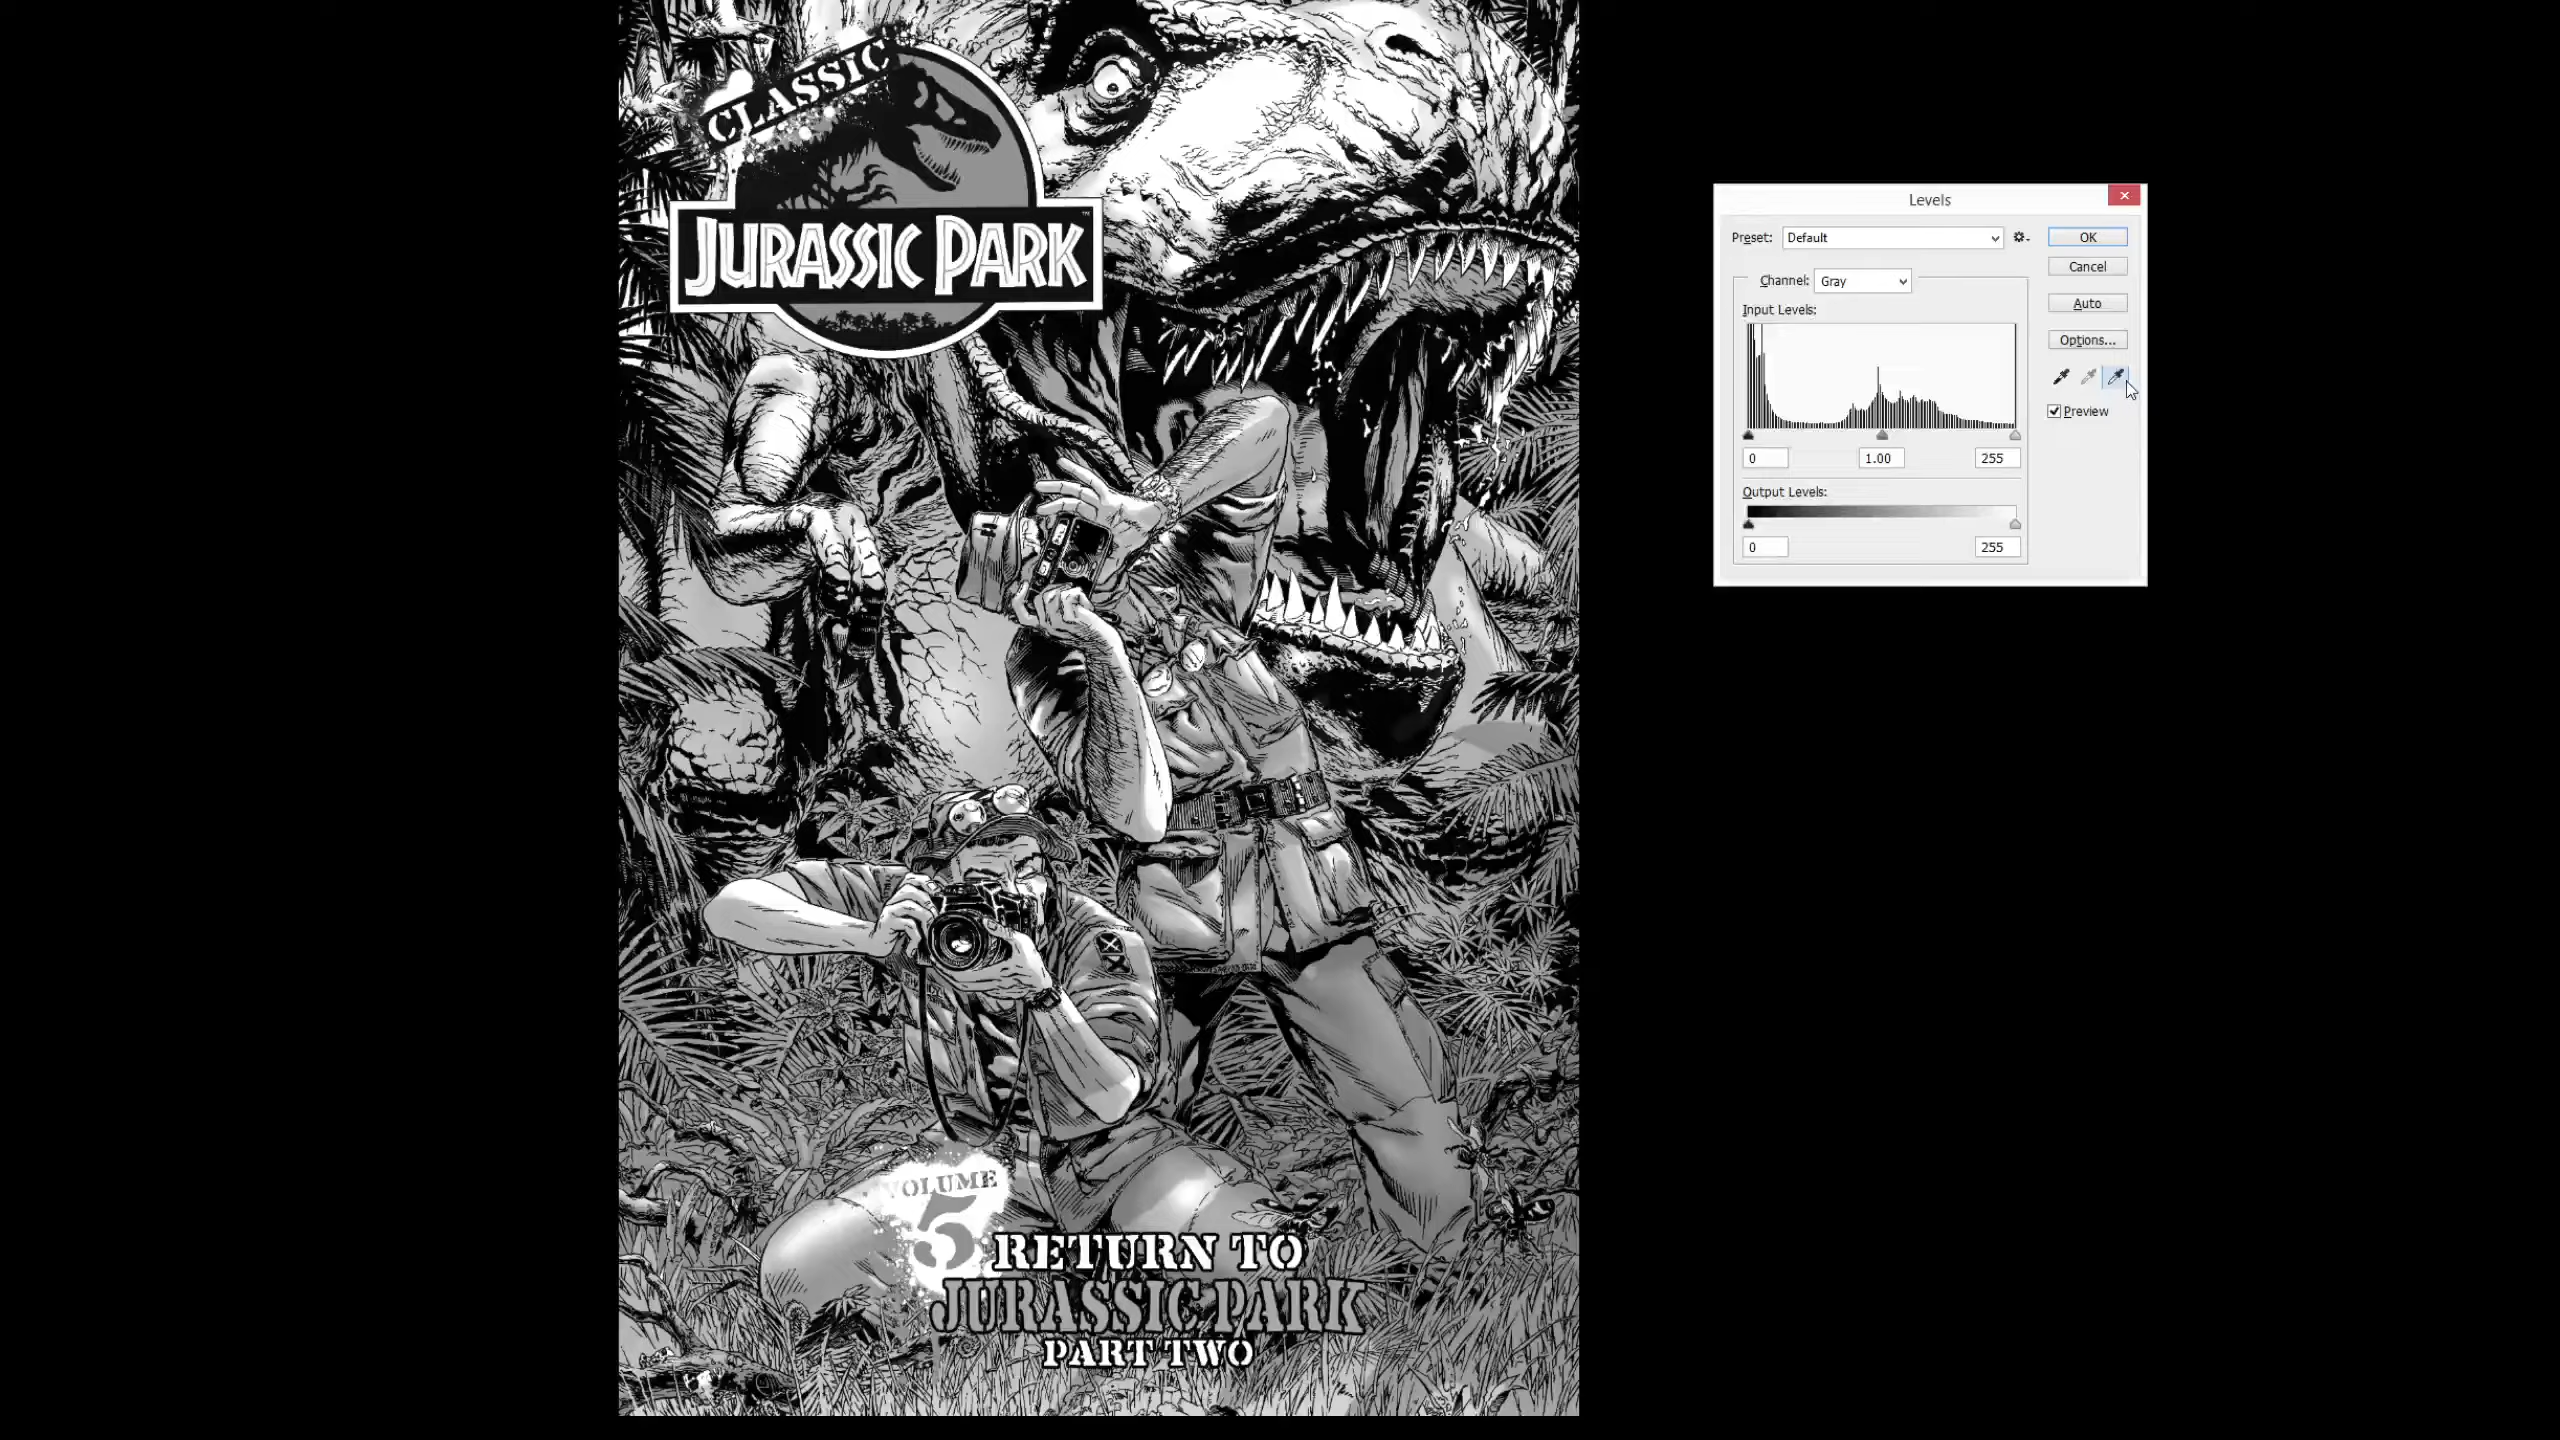 CLASSIC
JURASSIC PARK
™
VOLUME
5
RETURN TO
JURASSIC PARK
PART TWO
Levels
Preset: Default
OK
Cancel
Channel: Gray
Auto
Input Levels:
Options...
Preview
0 1.00 255
Output Levels:
0 255